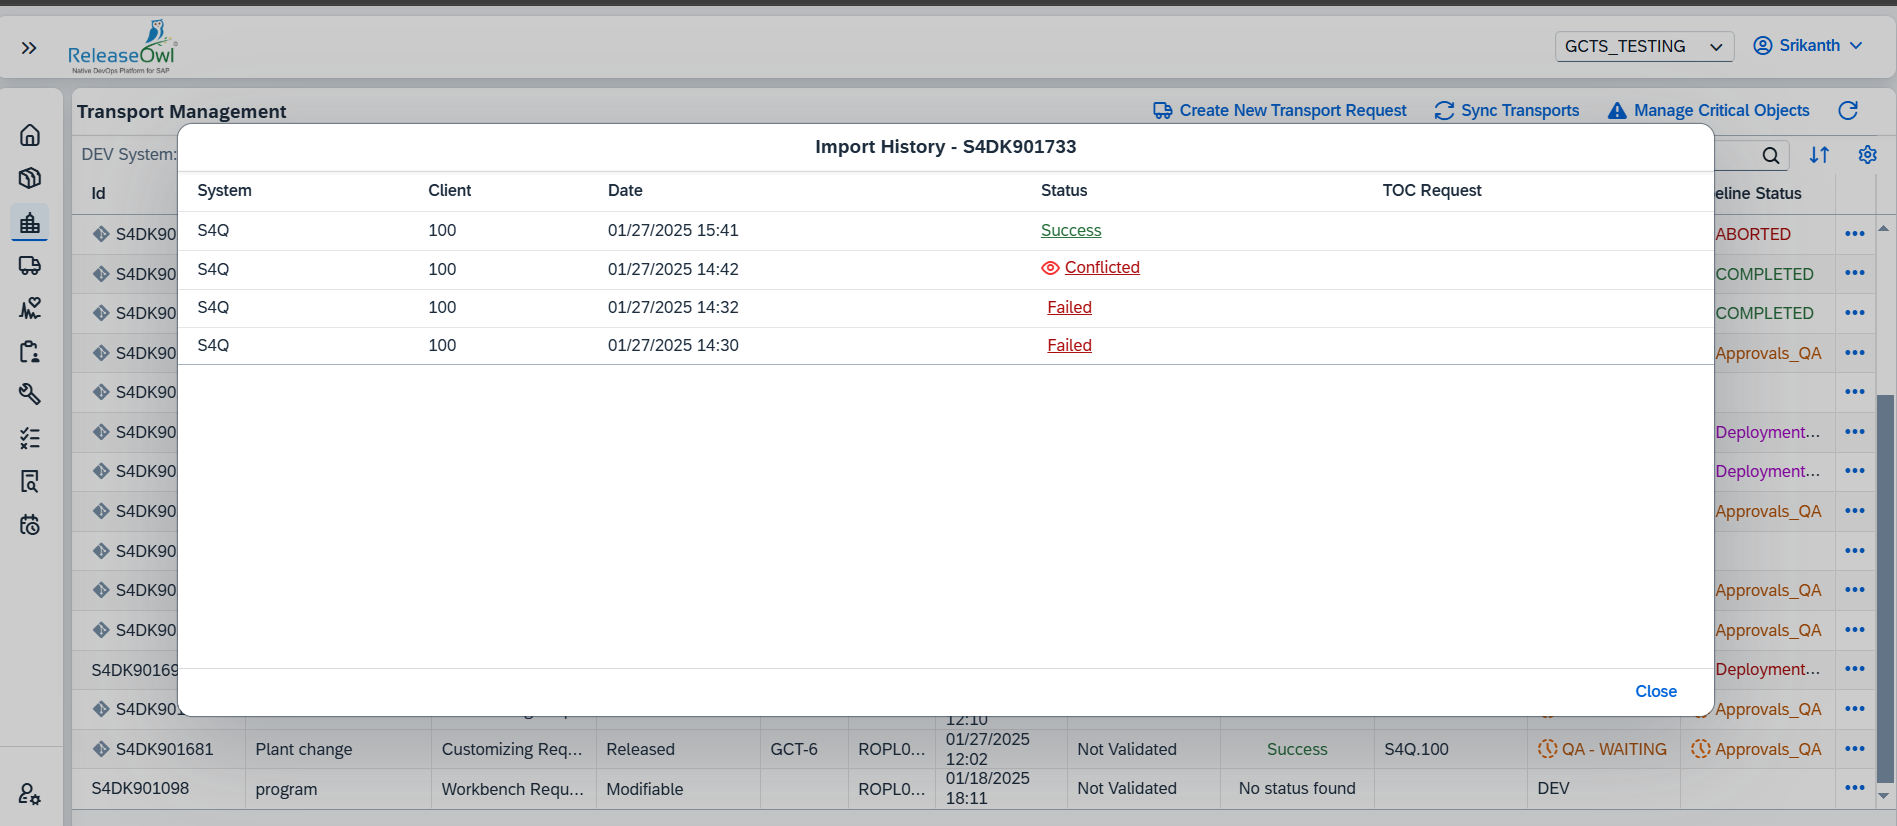 ReleaseOwl
Native DevOps Platform for SAP
GCTS_TESTING
Srikanth
Transport Management
Create New Transport Request
Sync Transports
Manage Critical Objects
DEV System:
Id
eline Status
Import History - S4DK901733
System Client Date Status TOC Request
S4Q 100 01/27/2025 15:41 Success
S4Q 100 01/27/2025 14:42 Conflicted
S4Q 100 01/27/2025 14:32 Failed
S4Q 100 01/27/2025 14:30 Failed
Close
S4DK90 ABORTED
S4DK90 COMPLETED
S4DK90 COMPLETED
S4DK90 Approvals_QA
S4DK90
S4DK90 Deployment...
S4DK90 Deployment...
S4DK90 Approvals_QA
S4DK90
S4DK90 Approvals_QA
S4DK90 Approvals_QA
S4DK90169 Deployment...
S4DK901 12:10 Approvals_QA
S4DK901681 Plant change Customizing Req... Released GCT-6 ROPL0... 01/27/2025 12:02 Not Validated Success S4Q.100 QA - WAITING Approvals_QA
S4DK901098 program Workbench Requ... Modifiable ROPL0... 01/18/2025 18:11 Not Validated No status found DEV